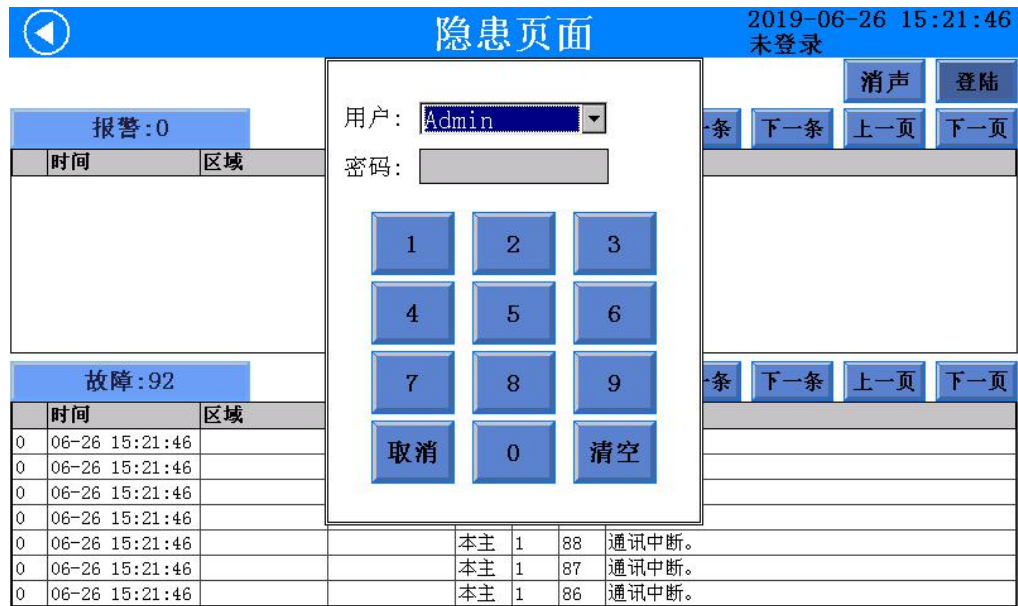 隐患页面
2019-06-26 15:21:46
未登录
消声 登陆
用户: Admin
报警:0
条 下一条 上一页 下一页
密码:
时间 区域
1 2 3
4 5 6
7 8 9
取消 0 清空
故障:92
条 下一条 上一页 下一页
时间 区域
0 06-26 15:21:46
0 06-26 15:21:46
0 06-26 15:21:46
0 06-26 15:21:46
0 06-26 15:21:46 本主 1 88 通讯中断。
0 06-26 15:21:46 本主 1 87 通讯中断。
0 06-26 15:21:46 本主 1 86 通讯中断。